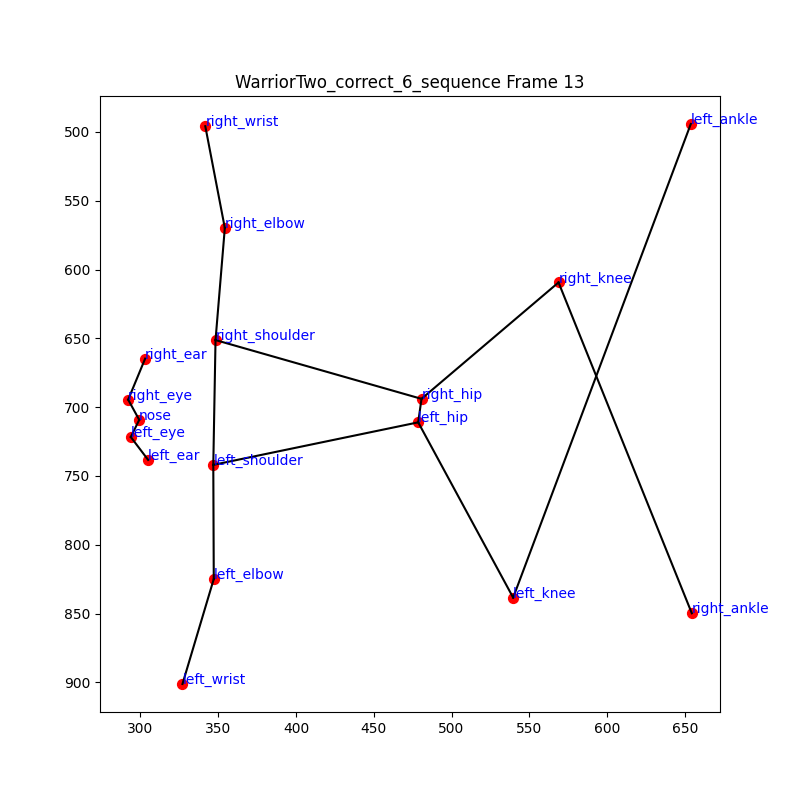 WarriorTwo_correct_6_sequence Frame 13
500
550
600
650
700
750
800
850
900
right_wrist
left_ankle
right_elbow
right_knee
right_shoulder
right_ear
right_eye
right_hip
nose
left_hip
left_eye
left_ear
left_shoulder
left_elbow
left_knee
right_ankle
left_wrist
300
350
400
450
500
550
600
650